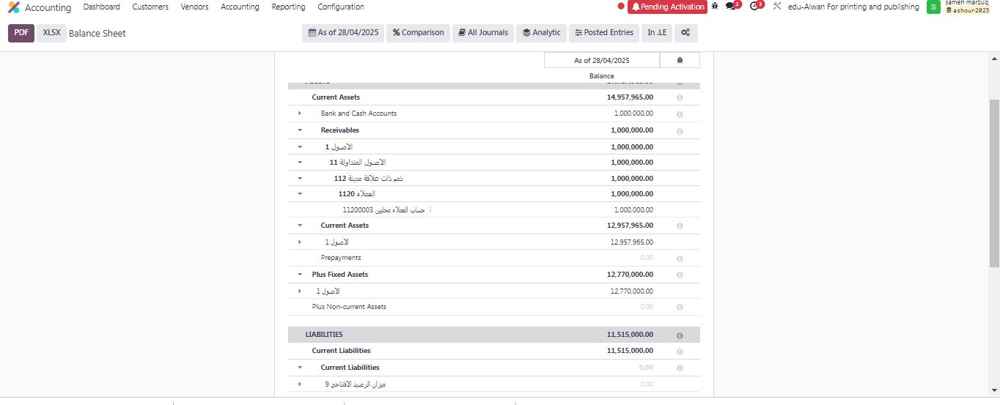 Accounting Dashboard Customers Vendors Accounting Reporting Configuration Pending Activation 2 3 edu-Alwan For printing and publishing S sameh marzuq
ashour2025
PDF XLSX Balance Sheet As of 28/04/2025 % Comparison All Journals Analytic Posted Entries In .LE
As of 28/04/2025
Balance
Current Assets 14,957,965.00
Bank and Cash Accounts 1,000,000.00
Receivables 1,000,000.00
1 الاصول 1,000,000.00
11 الاصول المتداولة 1,000,000.00
112 ذمم ذات علاقة مدينة 1,000,000.00
1120 العملاء 1,000,000.00
11200003 حساب العملاء محليين 1,000,000.00
Current Assets 12,957,965.00
1 الاصول 12,957,965.00
Prepayments 0.00
Plus Fixed Assets 12,770,000.00
1 الاصول 12,770,000.00
Plus Non-current Assets 0.00
LIABILITIES 11,515,000.00
Current Liabilities 11,515,000.00
Current Liabilities 0.00
9 ميزان الرصيد الافتتاحي 0.00